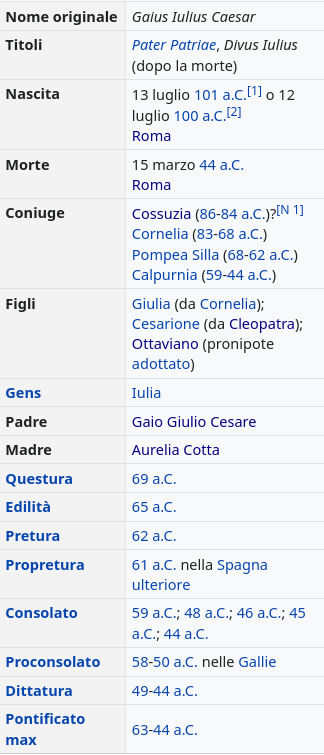 Nome originale Gaius Iulius Caesar
Titoli Pater Patriae, Divus Iulius
(dopo la morte)
Nascita 13 luglio 101 a.C.[1] o 12
luglio 100 a.C.[2]
Roma
Morte 15 marzo 44 a.C.
Roma
Coniuge Cossuzia (86-84 a.C.)?[N 1]
Cornelia (83-68 a.C.)
Pompea Silla (68-62 a.C.)
Calpurnia (59-44 a.C.)
Figli Giulia (da Cornelia);
Cesarione (da Cleopatra);
Ottaviano (pronipote
adottato)
Gens Iulia
Padre Gaio Giulio Cesare
Madre Aurelia Cotta
Questura 69 a.C.
Edilità 65 a.C.
Pretura 62 a.C.
Propretura 61 a.C. nella Spagna
ulteriore
Consolato 59 a.C.; 48 a.C.; 46 a.C.; 45
a.C.; 44 a.C.
Proconsolato 58-50 a.C. nelle Gallie
Dittatura 49-44 a.C.
Pontificato
max 63-44 a.C.